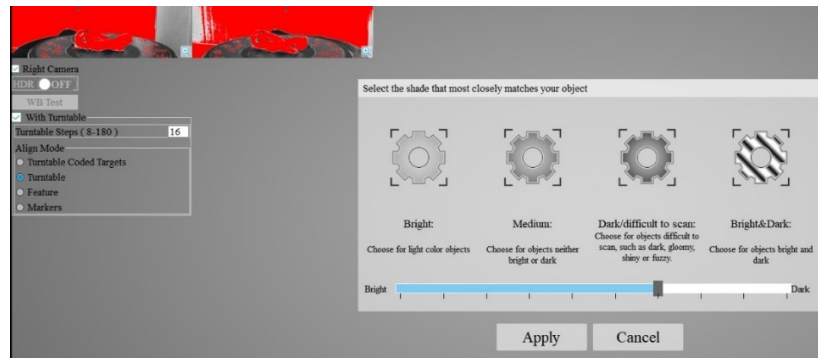 Right Camera
HDR OFF
WB Test
With Turntable
Turntable Steps ( 8-180 ) 16
Align Mode
Turntable Coded Targets
Turntable
Feature
Markers
Select the shade that most closely matches your object
Bright:
Choose for light color objects
Medium:
Choose for objects neither
bright or dark
Dark/difficult to scan:
Choose for objects difficult to
scan, such as dark, gloomy,
shiny or fuzzy.
Bright&Dark:
Choose for objects bright and
dark
Bright
Dark
Apply
Cancel